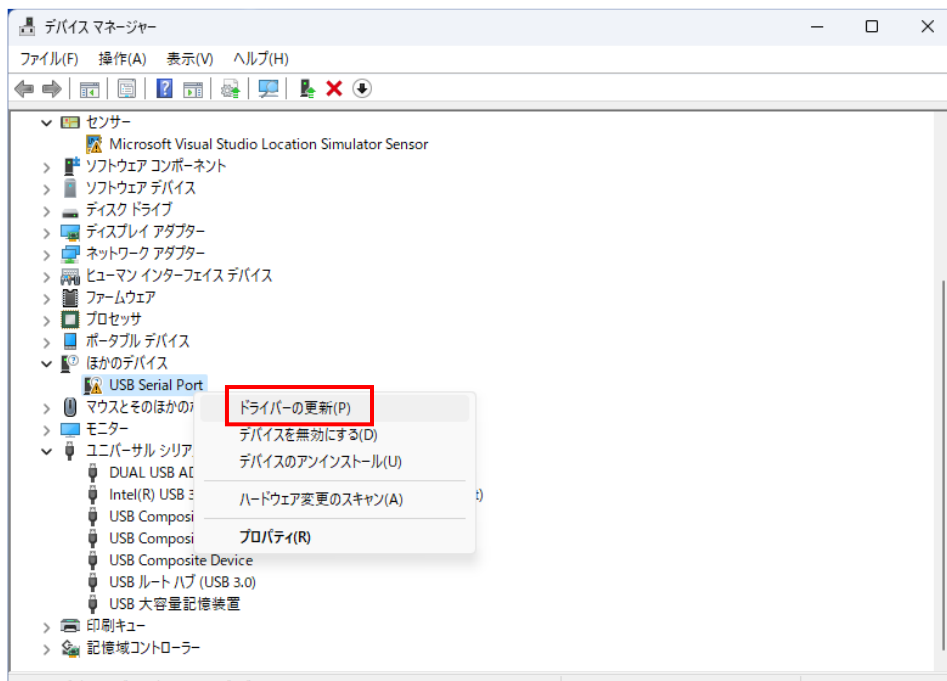 デバイス マネージャー
ファイル(F) 操作(A) 表示(V) ヘルプ(H)
センサー
Microsoft Visual Studio Location Simulator Sensor
ソフトウェア コンポーネント
ソフトウェア デバイス
ディスク ドライブ
ディスプレイ アダプター
ネットワーク アダプター
ヒューマン インターフェイス デバイス
ファームウェア
プロセッサ
ポータブル デバイス
ほかのデバイス
USB Serial Port
マウスとそのほかの
モニター
ユニバーサル シリア
DUAL USB
Intel(R) USB
USB Composi
USB Composi
USB Composite Device
USB ルート ハブ (USB 3.0)
USB 大容量記憶装置
印刷キュー
記憶域コントローラー
ドライバーの更新(P)
デバイスを無効にする(D)
デバイスのアンインストール(U)
ハードウェア変更のスキャン(A)
プロパティ(R)